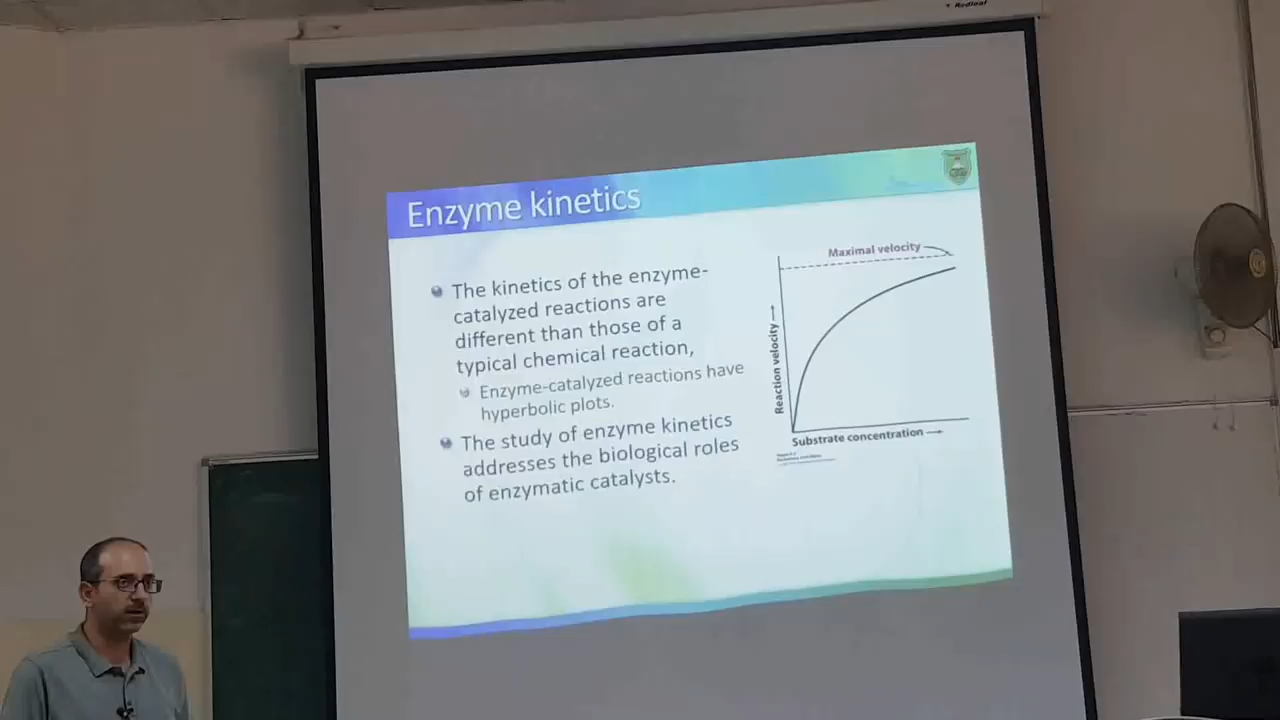 Redleaf
Enzyme kinetics
The kinetics of the enzyme-
catalyzed reactions are
different than those of a
typical chemical reaction,
Enzyme-catalyzed reactions have
hyperbolic plots.
The study of enzyme kinetics
addresses the biological roles
of enzymatic catalysts.
Maximal velocity
Reaction velocity →
Substrate concentration →